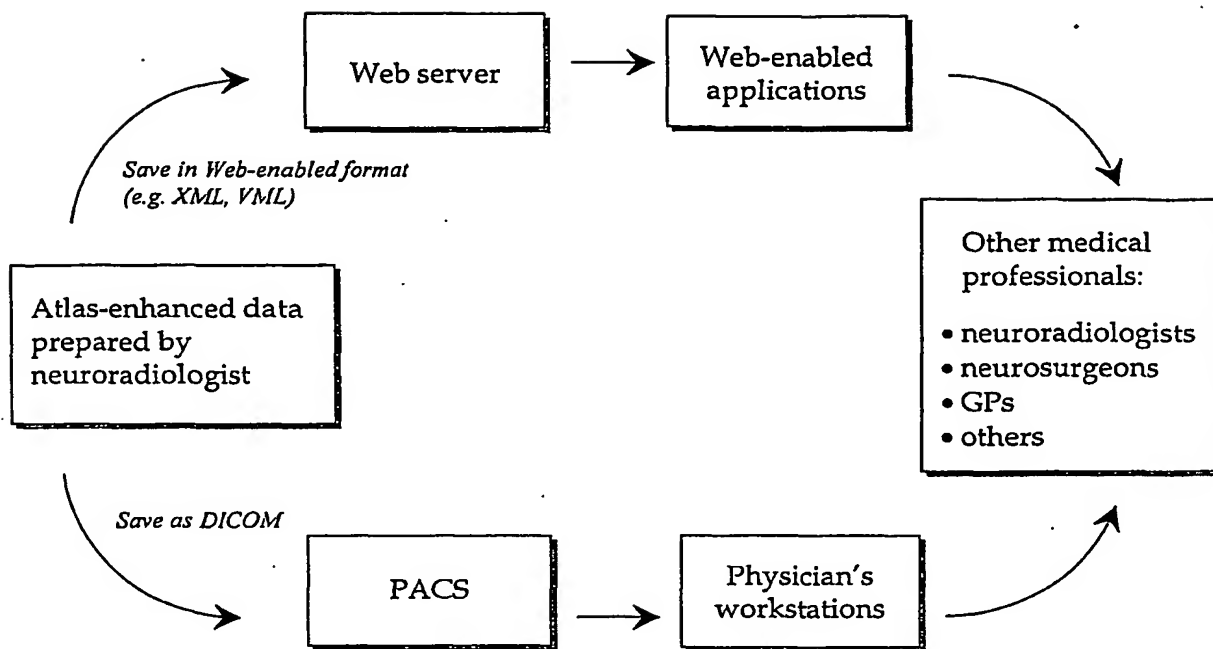 Web server
Web-enabled
applications
Save in Web-enabled format
(e.g. XML, VML)
Atlas-enhanced data
prepared by
neuroradiologist
Other medical
professionals:
• neuroradiologists
• neurosurgeons
• GPs
• others
Save as DICOM
PACS
Physician's
workstations